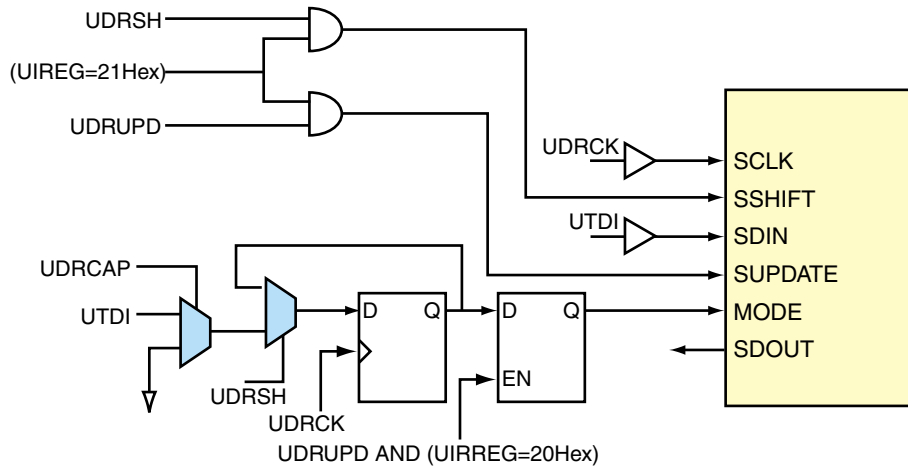 UDRSH
(UIREG=21Hex)
UDRUPD
UDRCK
SCLK
SSHIFT
UTDI
SDIN
SUPDATE
MODE
SDOUT
UDRCAP
UTDI
D Q
D Q
EN
UDRSH
UDRCK
UDRUPD AND (UIRREG=20Hex)